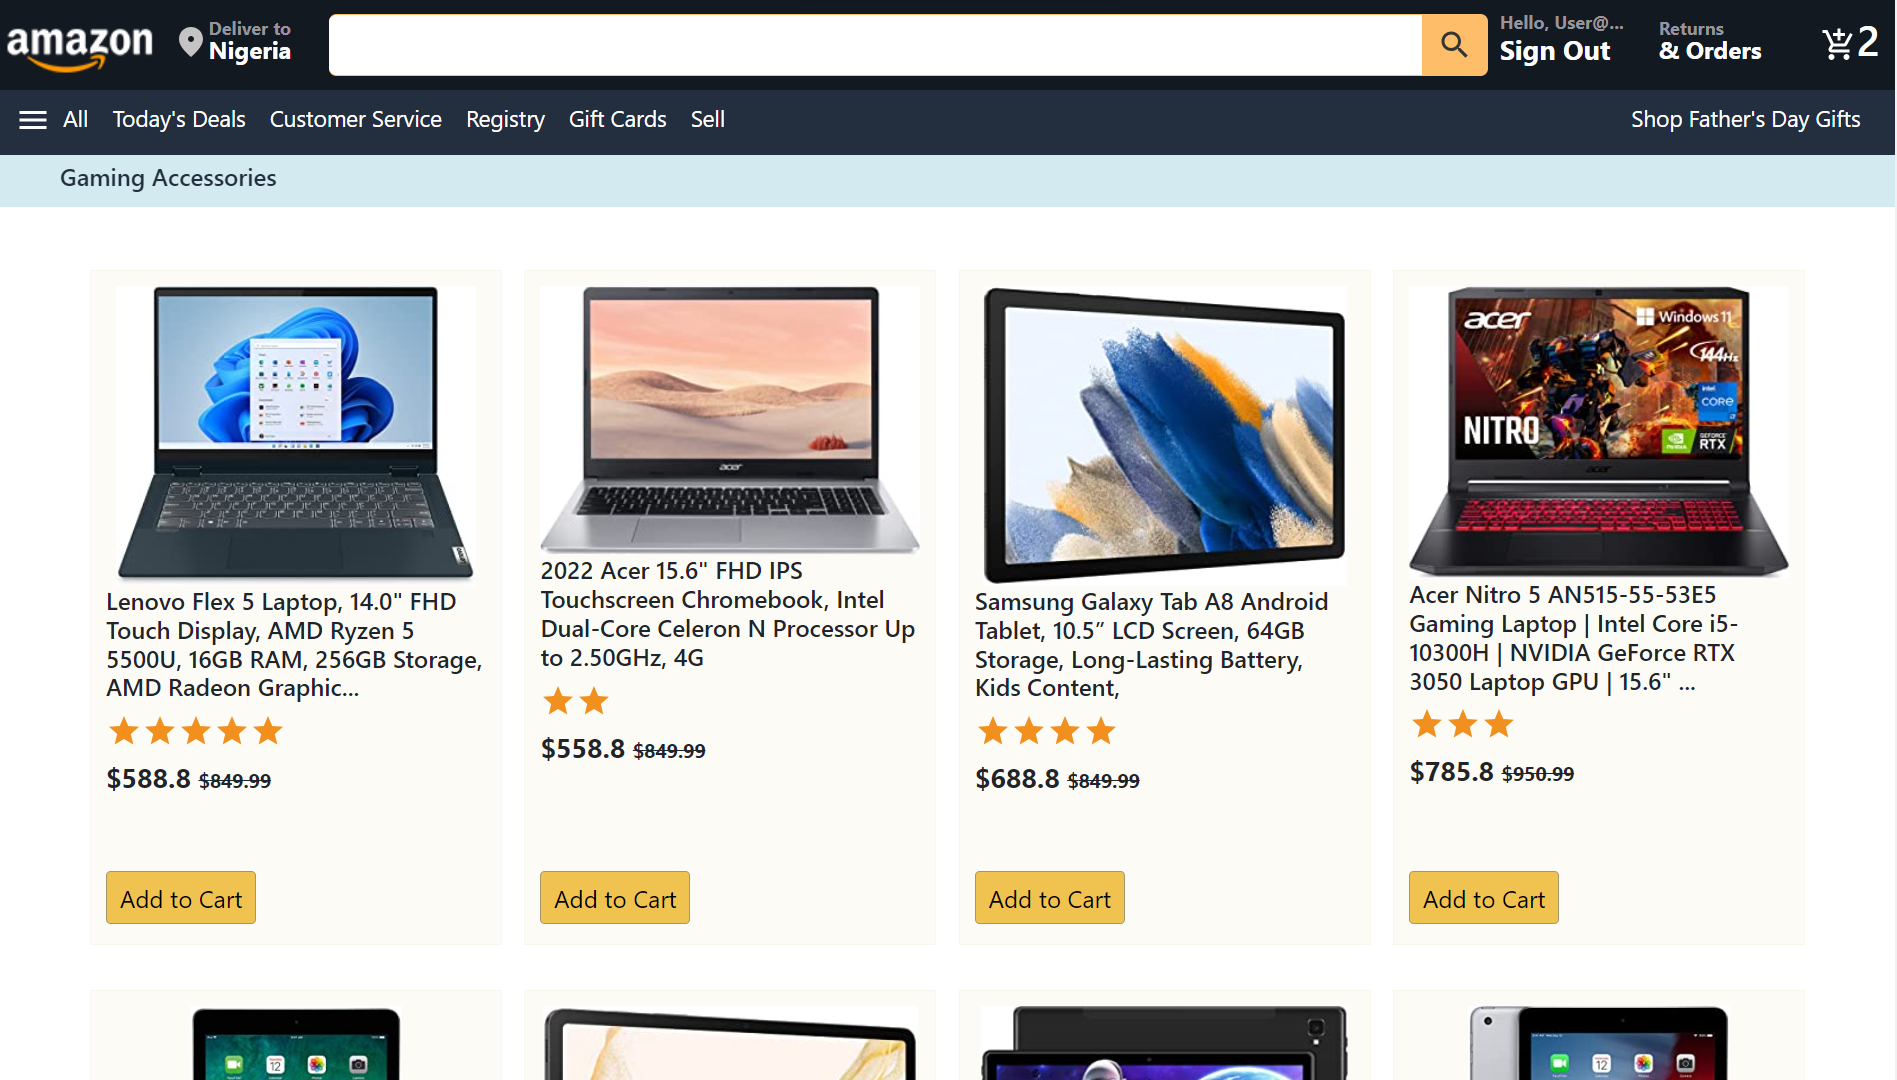 amazon
Deliver to
Nigeria
Hello, User@...
Sign Out
Returns
& Orders
2
All
Today's Deals
Customer Service
Registry
Gift Cards
Sell
Shop Father's Day Gifts
Gaming Accessories
Lenovo Flex 5 Laptop, 14.0" FHD
Touch Display, AMD Ryzen 5
5500U, 16GB RAM, 256GB Storage,
AMD Radeon Graphic...
$588.8 $849.99
Add to Cart
acer
2022 Acer 15.6" FHD IPS
Touchscreen Chromebook, Intel
Dual-Core Celeron N Processor Up
to 2.50GHz, 4G
$558.8 $849.99
Add to Cart
Samsung Galaxy Tab A8 Android
Tablet, 10.5” LCD Screen, 64GB
Storage, Long-Lasting Battery,
Kids Content,
$688.8 $849.99
Add to Cart
acer
Windows 11
144Hz
intel
CORE
NITRO
NVIDIA
GEFORCE
RTX
acer
Acer Nitro 5 AN515-55-53E5
Gaming Laptop | Intel Core i5-
10300H | NVIDIA GeForce RTX
3050 Laptop GPU | 15.6" ...
$785.8 $950.99
Add to Cart
12
12